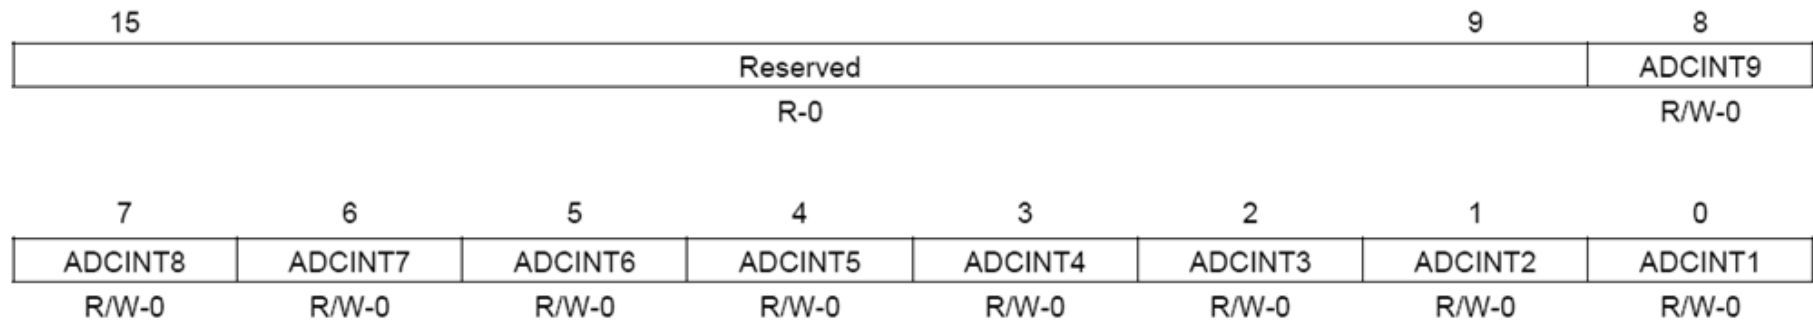 15 9 8
Reserved ADCINT9
R-0 R/W-0
7 6 5 4 3 2 1 0
ADCINT8 ADCINT7 ADCINT6 ADCINT5 ADCINT4 ADCINT3 ADCINT2 ADCINT1
R/W-0 R/W-0 R/W-0 R/W-0 R/W-0 R/W-0 R/W-0 R/W-0